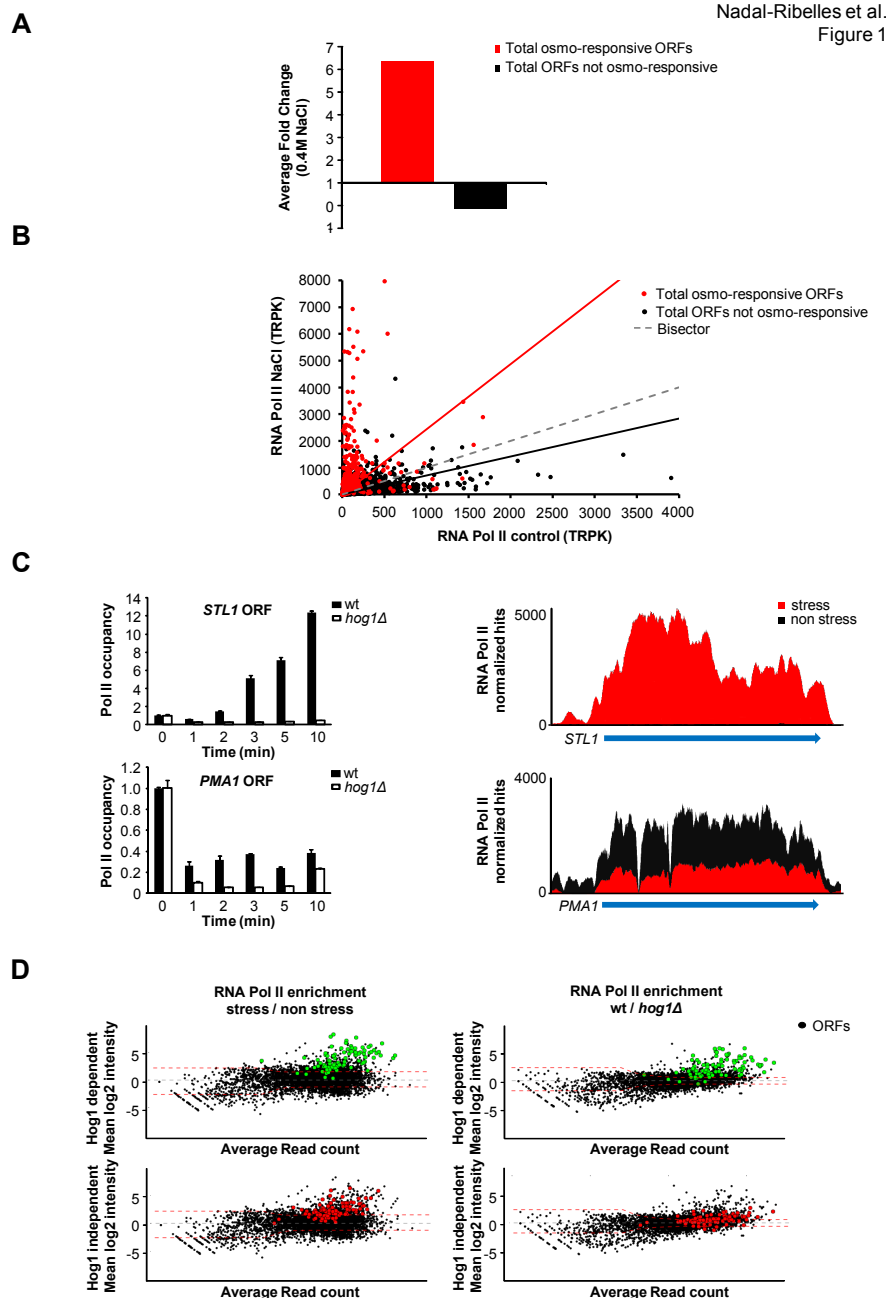 Nadal-Ribelles et al.
Figure 1
A
Total osmo-responsive ORFs
Total ORFs not osmo-responsive
Average Fold Change
(0.4M NaCl)
7
6
5
4
3
2
1
0
1
B
RNA Pol II NaCl (TRPK)
8000
7000
6000
5000
4000
3000
2000
1000
0
Total osmo-responsive ORFs
Total ORFs not osmo-responsive
Bisector
0 500 1000 1500 2000 2500 3000 3500 4000
RNA Pol II control (TRPK)
C
Pol II occupancy
14
12
10
8
6
4
2
0
STL1 ORF
wt
hog1Δ
0 1 2 3 5 10
Time (min)
Pol II occupancy
1.2
1.0
0.8
0.6
0.4
0.2
0
PMA1 ORF
wt
hog1Δ
0 1 2 3 5 10
Time (min)
RNA Pol II
normalized hits
5000
0
stress
non stress
STL1
RNA Pol II
normalized hits
4000
0
PMA1
D
RNA Pol II enrichment
stress / non stress
RNA Pol II enrichment
wt / hog1Δ
ORFs
Hog1 dependent
Mean log2 intensity
5
0
-5
Average Read count
Hog1 dependent
Mean log2 intensity
5
0
-5
Average Read count
Hog1 independent
Mean log2 intensity
5
0
-5
Average Read count
Hog1 independent
Mean log2 intensity
5
0
-5
Average Read count